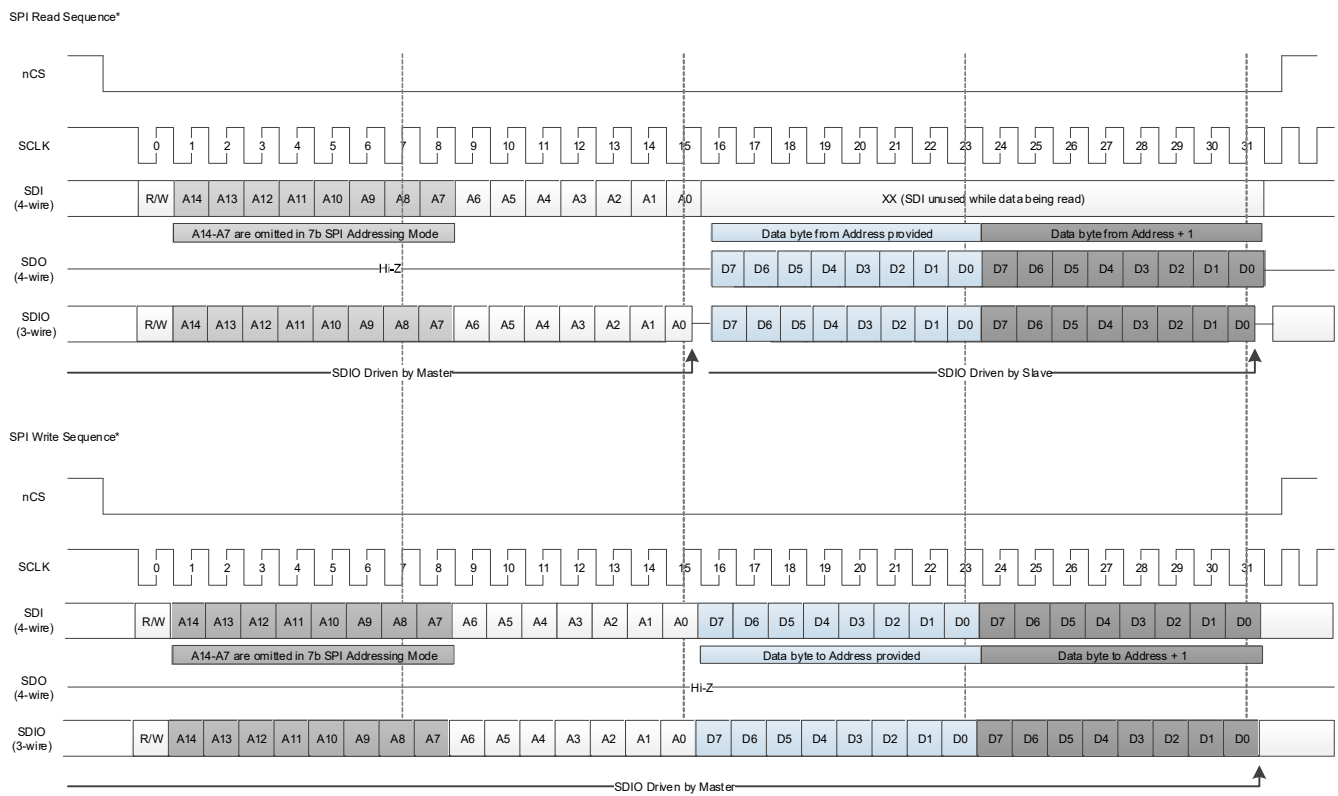 SPI Read Sequence*
nCS
SCLK 0 1 2 3 4 5 6 7 8 9 10 11 12 13 14 15 16 17 18 19 20 21 22 23 24 25 26 27 28 29 30 31
SDI R/W A14 A13 A12 A11 A10 A9 A8 A7 A6 A5 A4 A3 A2 A1 A0 XX (SDI unused while data being read)
(4-wire)
A14-A7 are omitted in 7b SPI Addressing Mode Data byte from Address provided Data byte from Address + 1
SDO Hi-Z D7 D6 D5 D4 D3 D2 D1 D0 D7 D6 D5 D4 D3 D2 D1 D0
(4-wire)
SDIO R/W A14 A13 A12 A11 A10 A9 A8 A7 A6 A5 A4 A3 A2 A1 A0 D7 D6 D5 D4 D3 D2 D1 D0 D7 D6 D5 D4 D3 D2 D1 D0
(3-wire)
SDIO Driven by Master SDIO Driven by Slave
SPI Write Sequence*
nCS
SCLK 0 1 2 3 4 5 6 7 8 9 10 11 12 13 14 15 16 17 18 19 20 21 22 23 24 25 26 27 28 29 30 31
SDI R/W A14 A13 A12 A11 A10 A9 A8 A7 A6 A5 A4 A3 A2 A1 A0 D7 D6 D5 D4 D3 D2 D1 D0 D7 D6 D5 D4 D3 D2 D1 D0
(4-wire)
A14-A7 are omitted in 7b SPI Addressing Mode Data byte to Address provided Data byte to Address + 1
SDO Hi-Z
(4-wire)
SDIO R/W A14 A13 A12 A11 A10 A9 A8 A7 A6 A5 A4 A3 A2 A1 A0 D7 D6 D5 D4 D3 D2 D1 D0 D7 D6 D5 D4 D3 D2 D1 D0
(3-wire)
SDIO Driven by Master